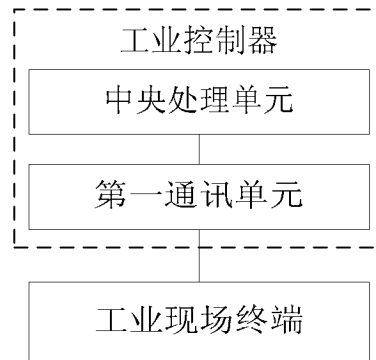 工业控制器
中央处理单元
第一通讯单元
工业现场终端